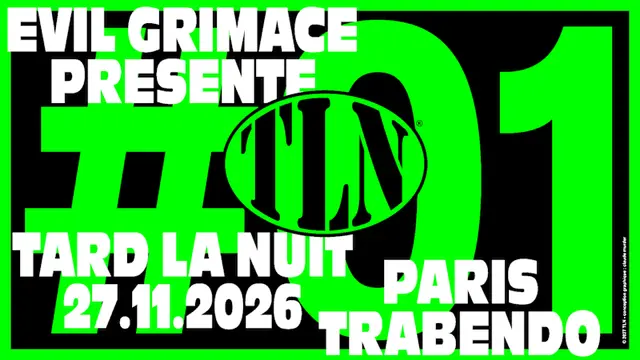 EVIL GRIMACE
PRESENTE
#01
TLN®
TARD LA NUIT
27.11.2026
PARIS
TRABENDO